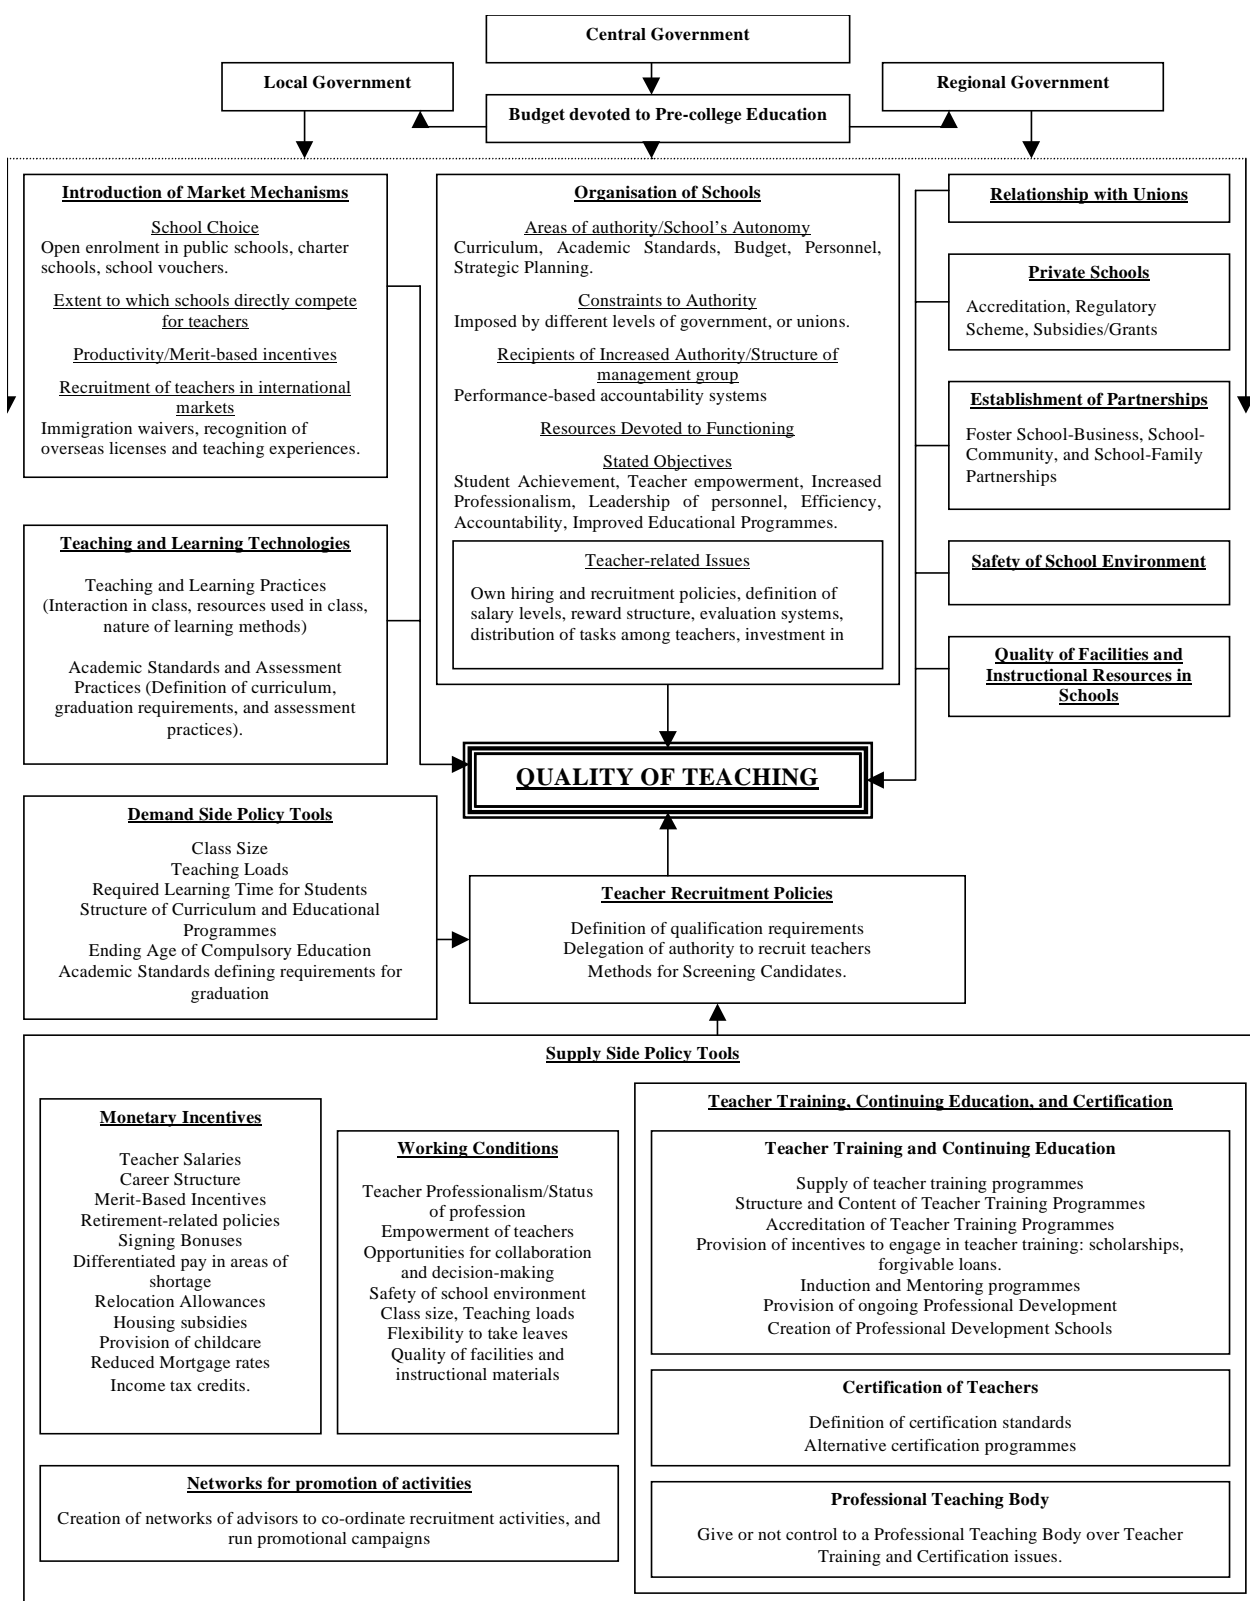 Central Government
Local Government
Regional Government
Budget devoted to Pre-college Education
Introduction of Market Mechanisms
School Choice
Open enrolment in public schools, charter
schools, school vouchers.
Extent to which schools directly compete
for teachers
Productivity/Merit-based incentives
Recruitment of teachers in international
markets
Immigration waivers, recognition of
overseas licenses and teaching experiences.
Teaching and Learning Technologies
Teaching and Learning Practices
(Interaction in class, resources used in class,
nature of learning methods)
Academic Standards and Assessment
Practices (Definition of curriculum,
graduation requirements, and assessment
practices).
Organisation of Schools
Areas of authority/School's Autonomy
Curriculum, Academic Standards, Budget, Personnel,
Strategic Planning.
Constraints to Authority
Imposed by different levels of government, or unions.
Recipients of Increased Authority/Structure of
management group
Performance-based accountability systems
Resources Devoted to Functioning
Stated Objectives
Student Achievement, Teacher empowerment, Increased
Professionalism, Leadership of personnel, Efficiency,
Accountability, Improved Educational Programmes.
Teacher-related Issues
Own hiring and recruitment policies, definition of
salary levels, reward structure, evaluation systems,
distribution of tasks among teachers, investment in
Relationship with Unions
Private Schools
Accreditation, Regulatory
Scheme, Subsidies/Grants
Establishment of Partnerships
Foster School-Business, School-
Community, and School-Family
Partnerships
Safety of School Environment
Quality of Facilities and
Instructional Resources in
Schools
QUALITY OF TEACHING
Demand Side Policy Tools
Class Size
Teaching Loads
Required Learning Time for Students
Structure of Curriculum and Educational
Programmes
Ending Age of Compulsory Education
Academic Standards defining requirements for
graduation
Teacher Recruitment Policies
Definition of qualification requirements
Delegation of authority to recruit teachers
Methods for Screening Candidates.
Supply Side Policy Tools
Monetary Incentives
Teacher Salaries
Career Structure
Merit-Based Incentives
Retirement-related policies
Signing Bonuses
Differentiated pay in areas of
shortage
Relocation Allowances
Housing subsidies
Provision of childcare
Reduced Mortgage rates
Income tax credits.
Working Conditions
Teacher Professionalism/Status
of profession
Empowerment of teachers
Opportunities for collaboration
and decision-making
Safety of school environment
Class size, Teaching loads
Flexibility to take leaves
Quality of facilities and
instructional materials
Networks for promotion of activities
Creation of networks of advisors to co-ordinate recruitment activities, and
run promotional campaigns
Teacher Training, Continuing Education, and Certification
Teacher Training and Continuing Education
Supply of teacher training programmes
Structure and Content of Teacher Training Programmes
Accreditation of Teacher Training Programmes
Provision of incentives to engage in teacher training: scholarships,
forgivable loans.
Induction and Mentoring programmes
Provision of ongoing Professional Development
Creation of Professional Development Schools
Certification of Teachers
Definition of certification standards
Alternative certification programmes
Professional Teaching Body
Give or not control to a Professional Teaching Body over Teacher
Training and Certification issues.